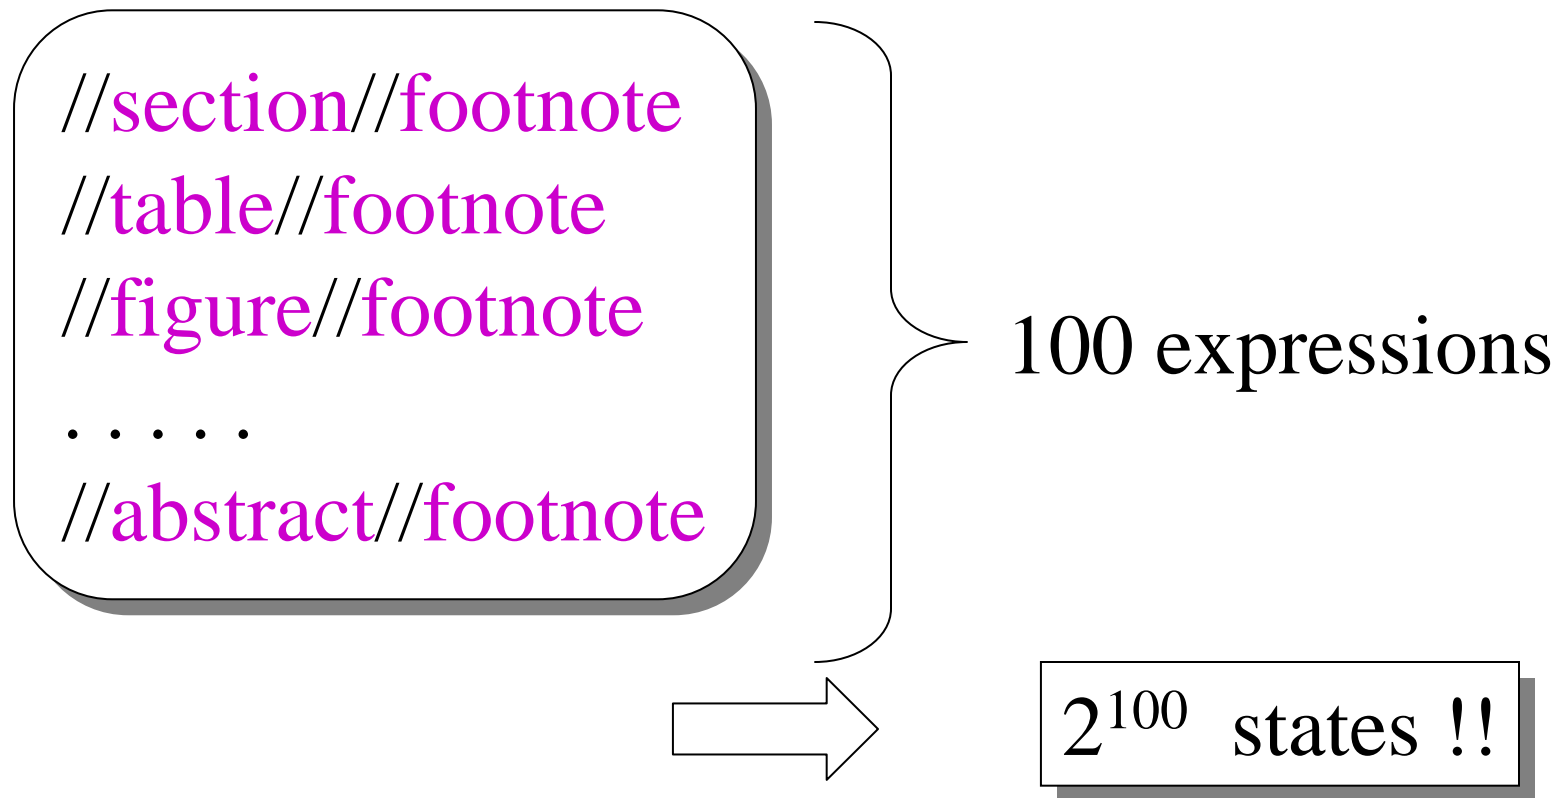 //section//footnote
//table//footnote
//figure//footnote
. . . . .
//abstract//footnote
100 expressions
2¹⁰⁰ states !!